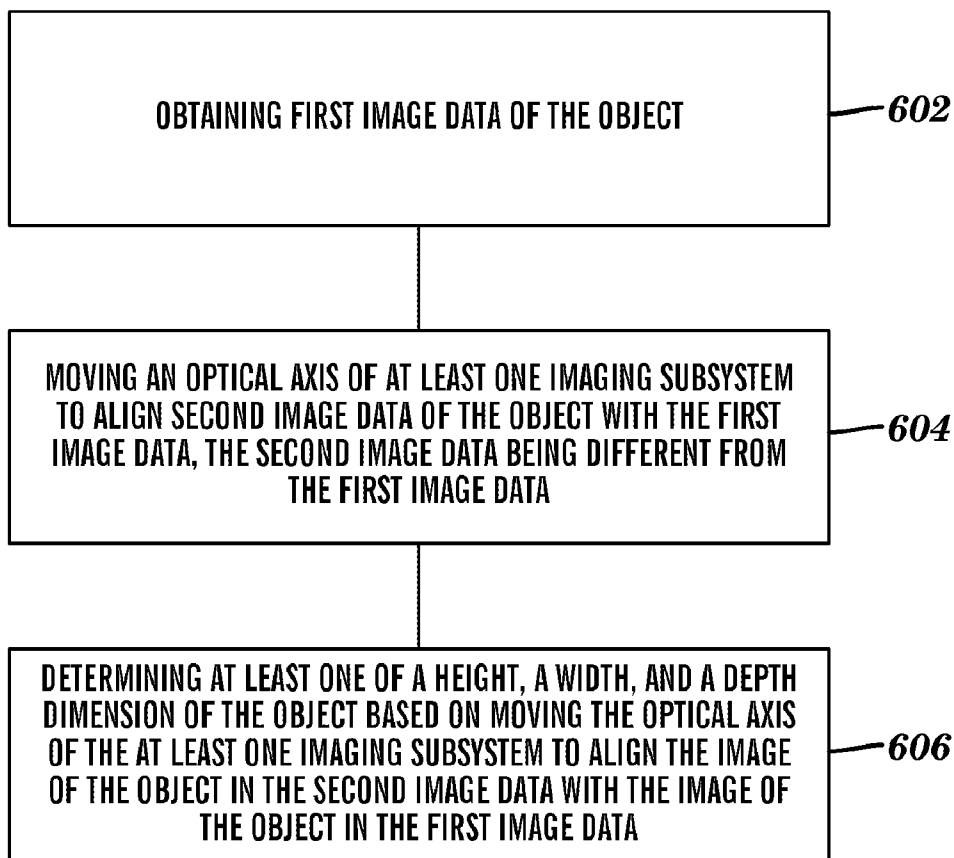 OBTAINING FIRST IMAGE DATA OF THE OBJECT
602
MOVING AN OPTICAL AXIS OF AT LEAST ONE IMAGING SUBSYSTEM
TO ALIGN SECOND IMAGE DATA OF THE OBJECT WITH THE FIRST
IMAGE DATA, THE SECOND IMAGE DATA BEING DIFFERENT FROM
THE FIRST IMAGE DATA
604
DETERMINING AT LEAST ONE OF A HEIGHT, A WIDTH, AND A DEPTH
DIMENSION OF THE OBJECT BASED ON MOVING THE OPTICAL AXIS
OF THE AT LEAST ONE IMAGING SUBSYSTEM TO ALIGN THE IMAGE
OF THE OBJECT IN THE SECOND IMAGE DATA WITH THE IMAGE OF
THE OBJECT IN THE FIRST IMAGE DATA
606